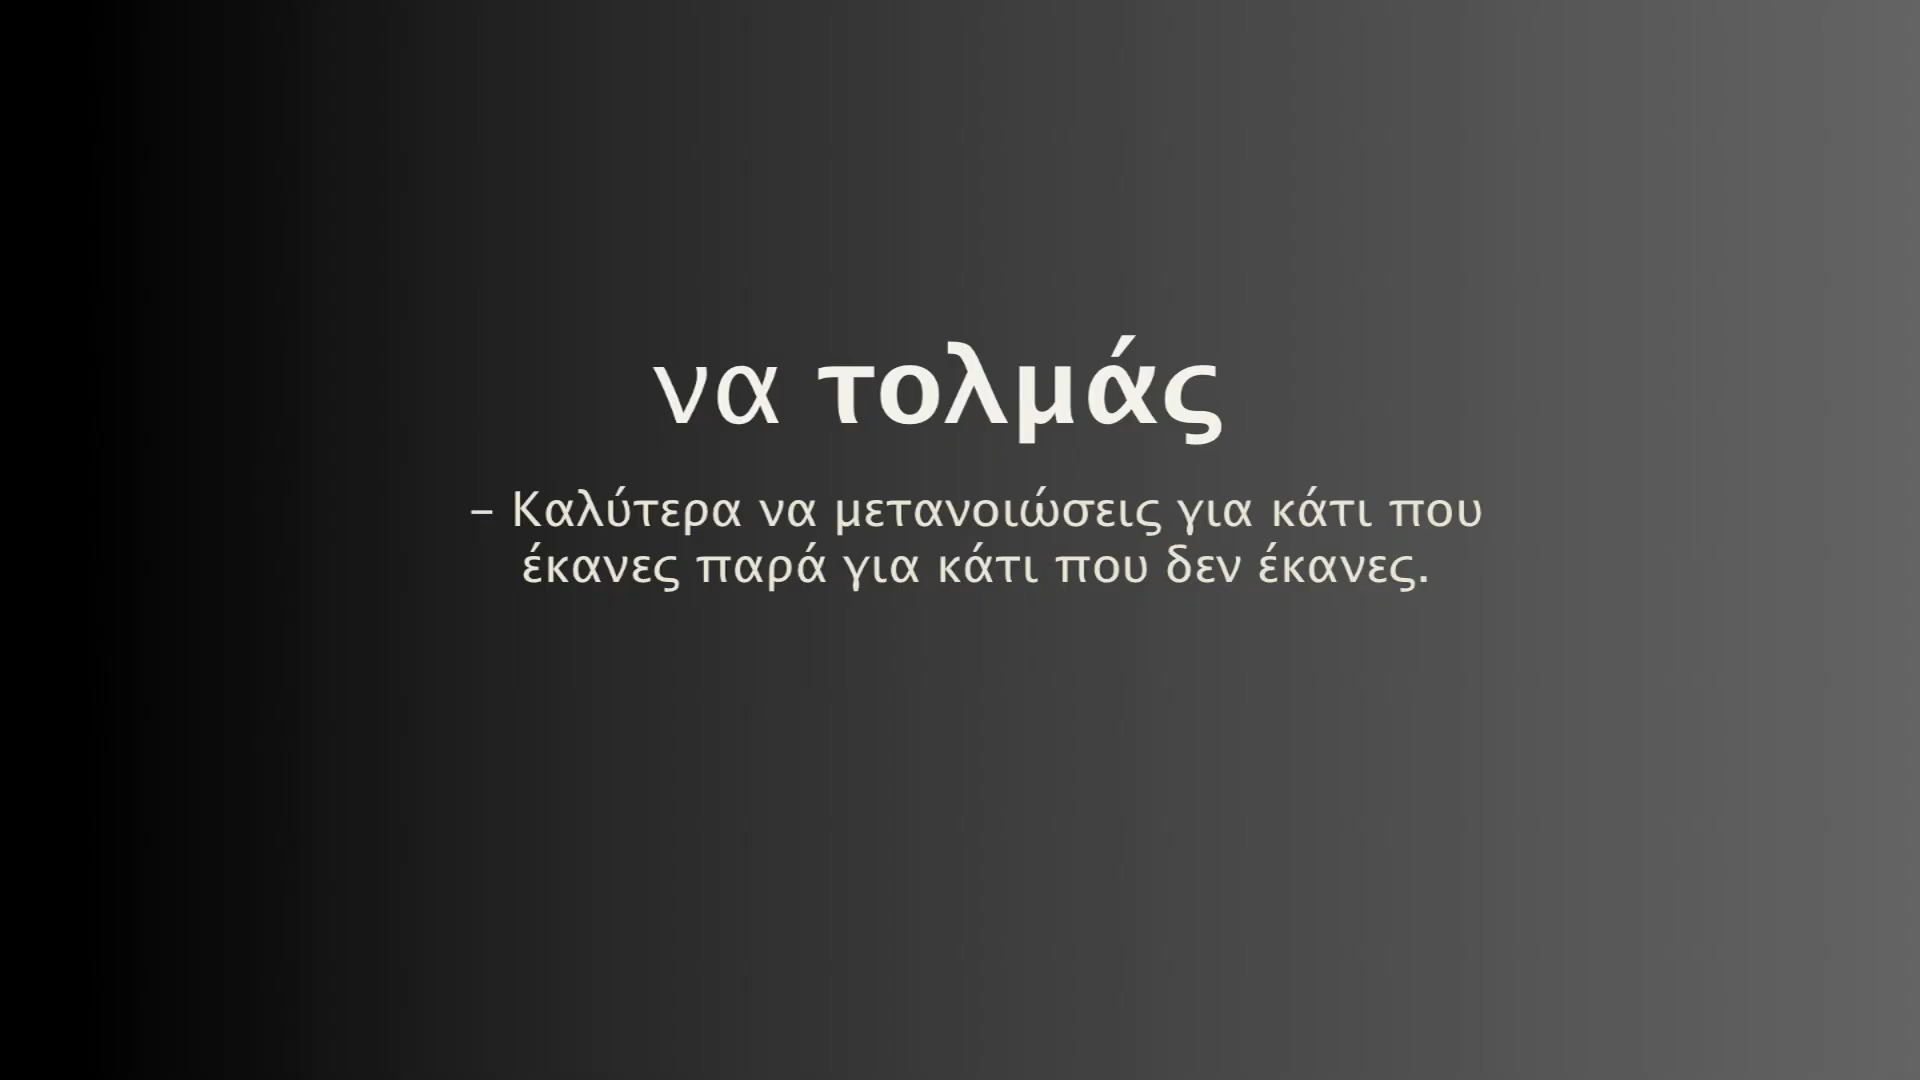 να τολμάς
– Καλύτερα να μετανοιώσεις για κάτι που
έκανες παρά για κάτι που δεν έκανες.